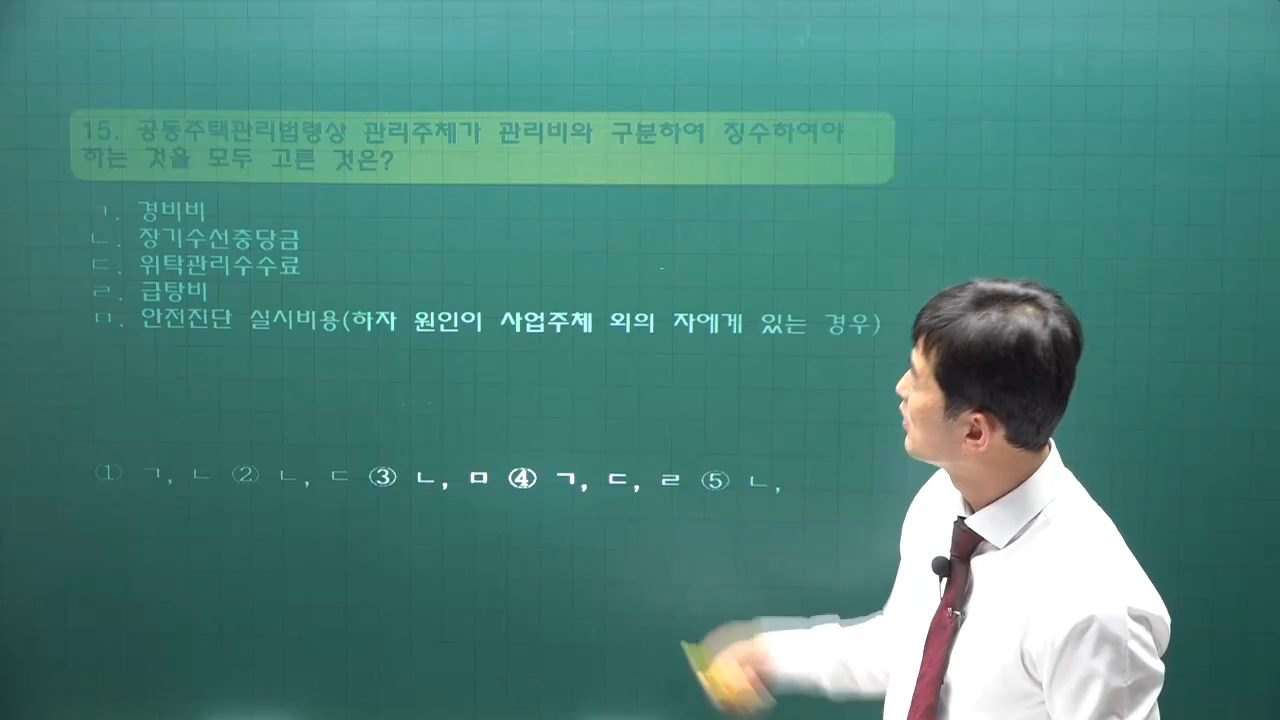 15. 공동주택관리법령상 관리주체가 관리비와 구분하여 징수하여야
하는 것을 모두 고른 것은?
ㄱ. 경비비
ㄴ. 장기수선충당금
ㄷ. 위탁관리수수료
ㄹ. 급탕비
ㅁ. 안전진단 실시비용(하자 원인이 사업주체 외의 자에게 있는 경우)
① ㄱ, ㄴ ② ㄴ, ㄷ ③ ㄴ, ㅁ ④ ㄱ, ㄷ, ㄹ ⑤ ㄴ,